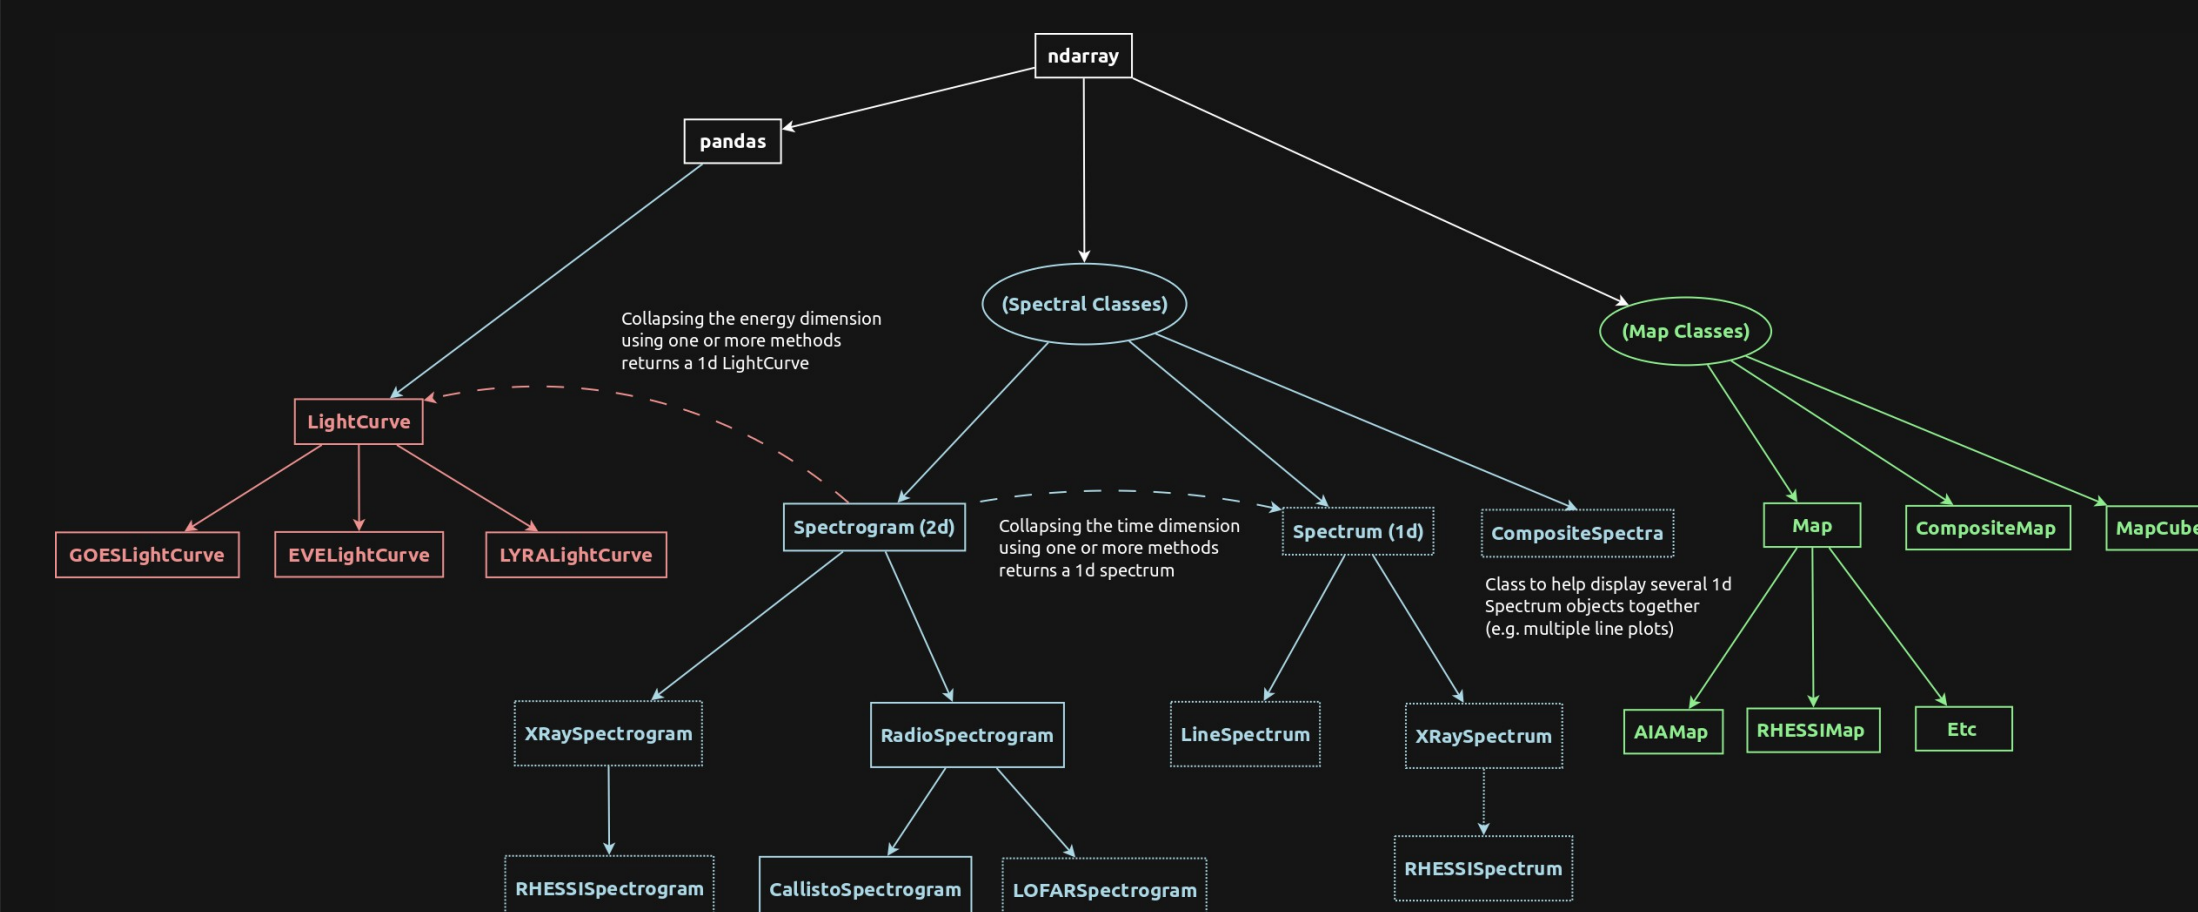 ndarray
pandas
(Spectral Classes)
(Map Classes)
Collapsing the energy dimension
using one or more methods
returns a 1d LightCurve
LightCurve
GOESLightCurve
EVELightCurve
LYRALightCurve
Spectrogram (2d)
Collapsing the time dimension
using one or more methods
returns a 1d spectrum
Spectrum (1d)
CompositeSpectra
Class to help display several 1d
Spectrum objects together
(e.g. multiple line plots)
Map
CompositeMap
MapCube
XRaySpectrogram
RadioSpectrogram
LineSpectrum
XRaySpectrum
AIAMap
RHESSIMap
Etc
RHESSISpectrogram
CallistoSpectrogram
LOFARSpectrogram
RHESSISpectrum